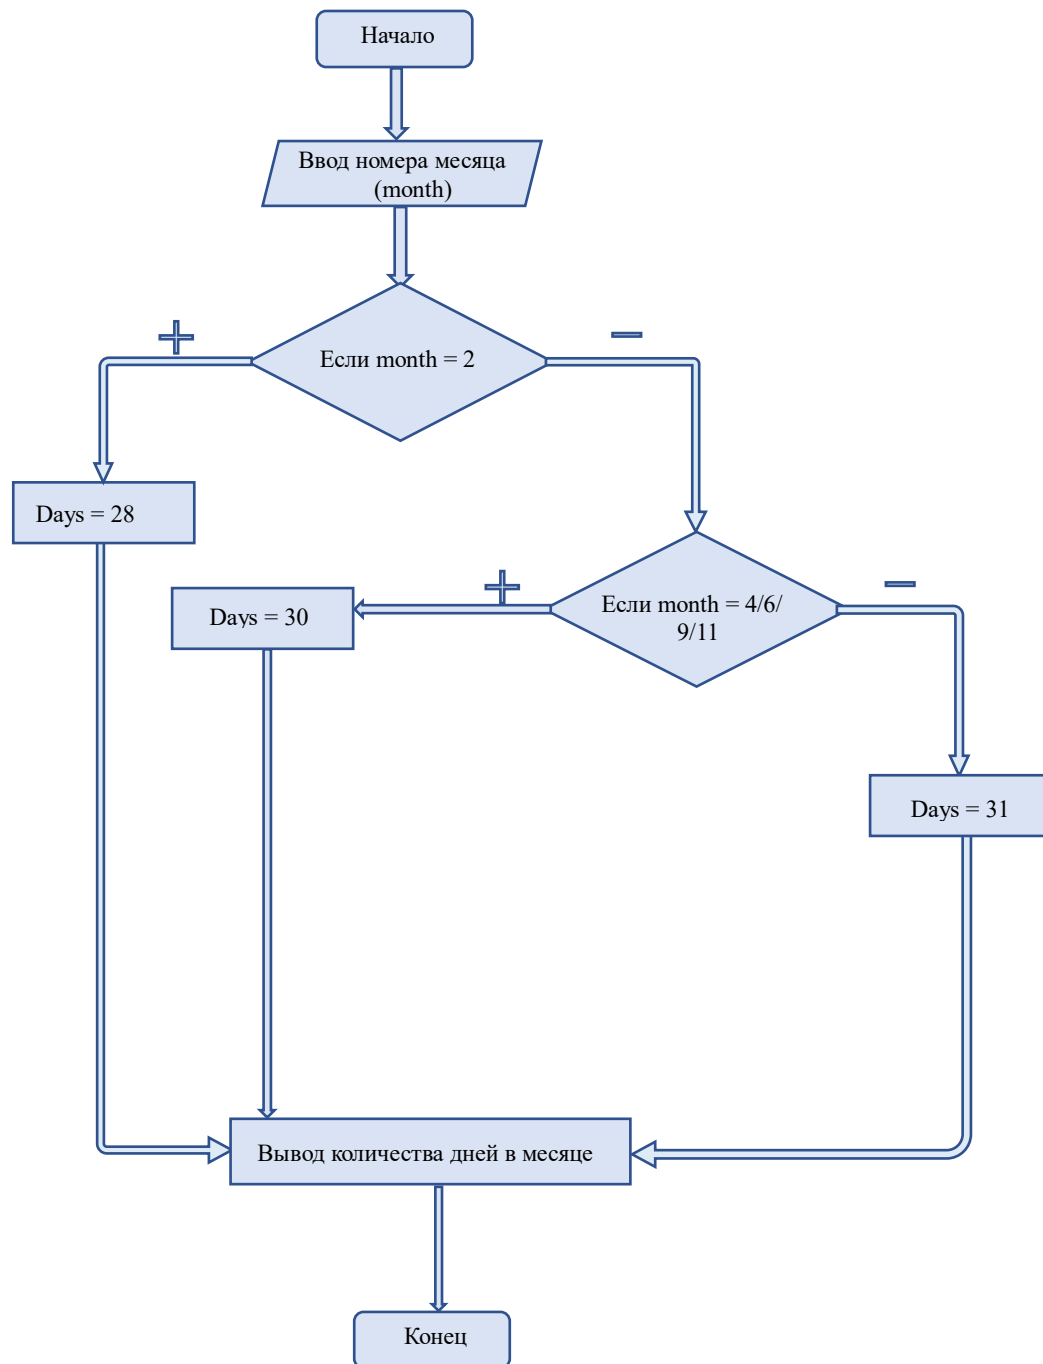 Начало
Ввод номера месяца
(month)
Если month = 2
+
−
Days = 28
Если month = 4/6/
9/11
+
−
Days = 30
Days = 31
Вывод количества дней в месяце
Конец